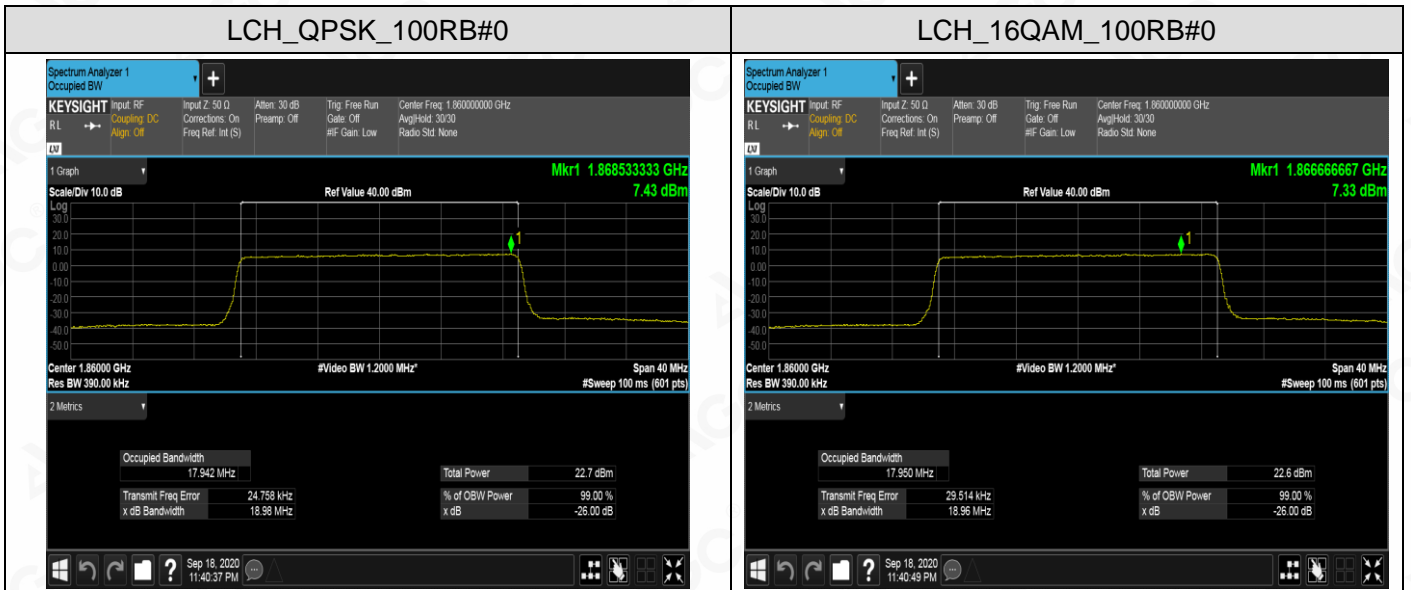 LCH_QPSK_100RB#0
Spectrum Analyzer 1
Occupied BW
KEYSIGHT
RL
LXI
Input: RF
Coupling: DC
Align: Off
Input Z: 50 Ω
Corrections: On
Freq Ref: Int (S)
Atten: 30 dB
Preamp: Off
Trig: Free Run
Gate: Off
#IF Gain: Low
Center Freq: 1.860000000 GHz
Avg|Hold: 30/30
Radio Std: None
1 Graph
Mkr1 1.868533333 GHz
Scale/Div 10.0 dB
Ref Value 40.00 dBm
7.43 dBm
Log
30.0
20.0
10.0
0.00
-10.0
-20.0
-30.0
-40.0
-50.0
1
Center 1.86000 GHz
#Video BW 1.2000 MHz*
Span 40 MHz
Res BW 390.00 kHz
#Sweep 100 ms (601 pts)
2 Metrics
Occupied Bandwidth
17.942 MHz
Total Power 22.7 dBm
Transmit Freq Error 24.758 kHz
% of OBW Power 99.00 %
x dB Bandwidth 18.98 MHz
x dB -26.00 dB
?
Sep 18, 2020
11:40:37 PM
LCH_16QAM_100RB#0
Spectrum Analyzer 1
Occupied BW
KEYSIGHT
RL
LXI
Input: RF
Coupling: DC
Align: Off
Input Z: 50 Ω
Corrections: On
Freq Ref: Int (S)
Atten: 30 dB
Preamp: Off
Trig: Free Run
Gate: Off
#IF Gain: Low
Center Freq: 1.860000000 GHz
Avg|Hold: 30/30
Radio Std: None
1 Graph
Mkr1 1.866666667 GHz
Scale/Div 10.0 dB
Ref Value 40.00 dBm
7.33 dBm
Log
30.0
20.0
10.0
0.00
-10.0
-20.0
-30.0
-40.0
-50.0
1
Center 1.86000 GHz
#Video BW 1.2000 MHz*
Span 40 MHz
Res BW 390.00 kHz
#Sweep 100 ms (601 pts)
2 Metrics
Occupied Bandwidth
17.950 MHz
Total Power 22.6 dBm
Transmit Freq Error 29.514 kHz
% of OBW Power 99.00 %
x dB Bandwidth 18.96 MHz
x dB -26.00 dB
?
Sep 18, 2020
11:40:49 PM